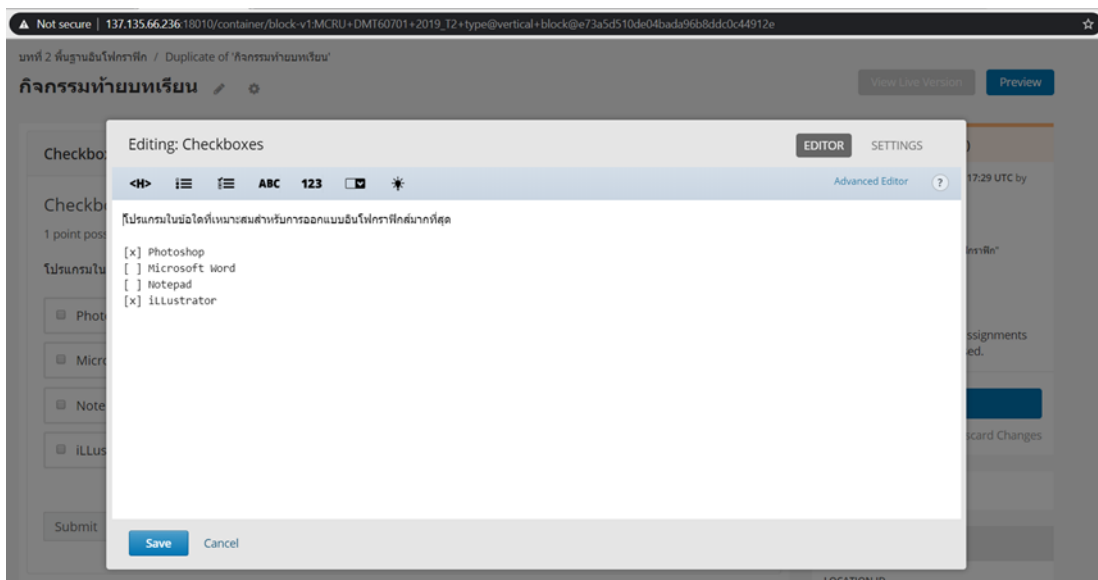 Not secure | 137.135.66.236:18010/container/block-v1:MCRU+DMT60701+2019_T2+type@vertical+block@e73a5d510de04bada96b8ddc0c44912e
บทที่ 2 พื้นฐานอินโฟกราฟิก / Duplicate of 'กิจกรรมท้ายบทเรียน'
กิจกรรมท้ายบทเรียน
View Live Version Preview
Editing: Checkboxes
EDITOR SETTINGS
Checkbo
17:29 UTC by
<H> ABC 123
Advanced Editor ?
Checkb
1 point poss
โปรแกรมในข้อใดที่เหมาะสมสำหรับการออกแบบอินโฟกราฟิกส์มากที่สุด
[x] Photoshop
[ ] Microsoft Word
[ ] Notepad
[x] iLLustrator
โปรแกรมใน
Phot
Micr
Note
iLLus
ssignments
ed.
scard Changes
Submit
Save Cancel
LOCATION ID